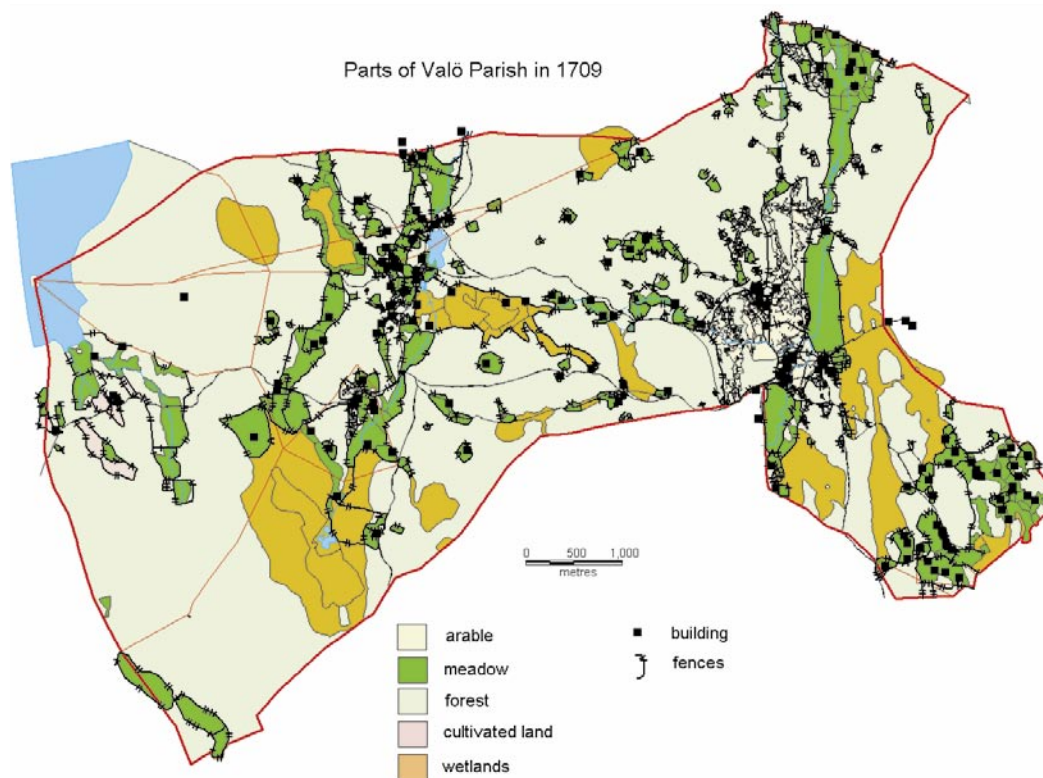 Parts of Valö Parish in 1709
0 500 1,000
metres
arable
meadow
forest
cultivated land
wetlands
building
fences